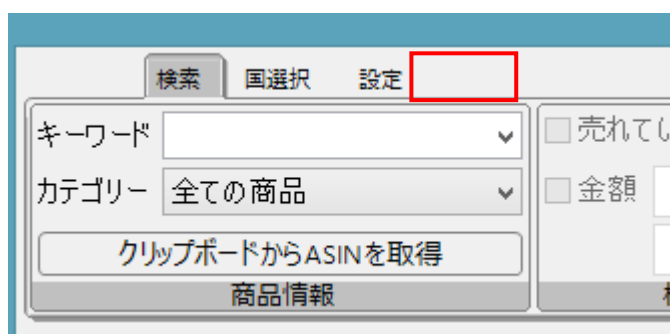 検索 国選択 設定
キーワード
売れてい
カテゴリー 全ての商品
金額
クリップボードからASINを取得
商品情報